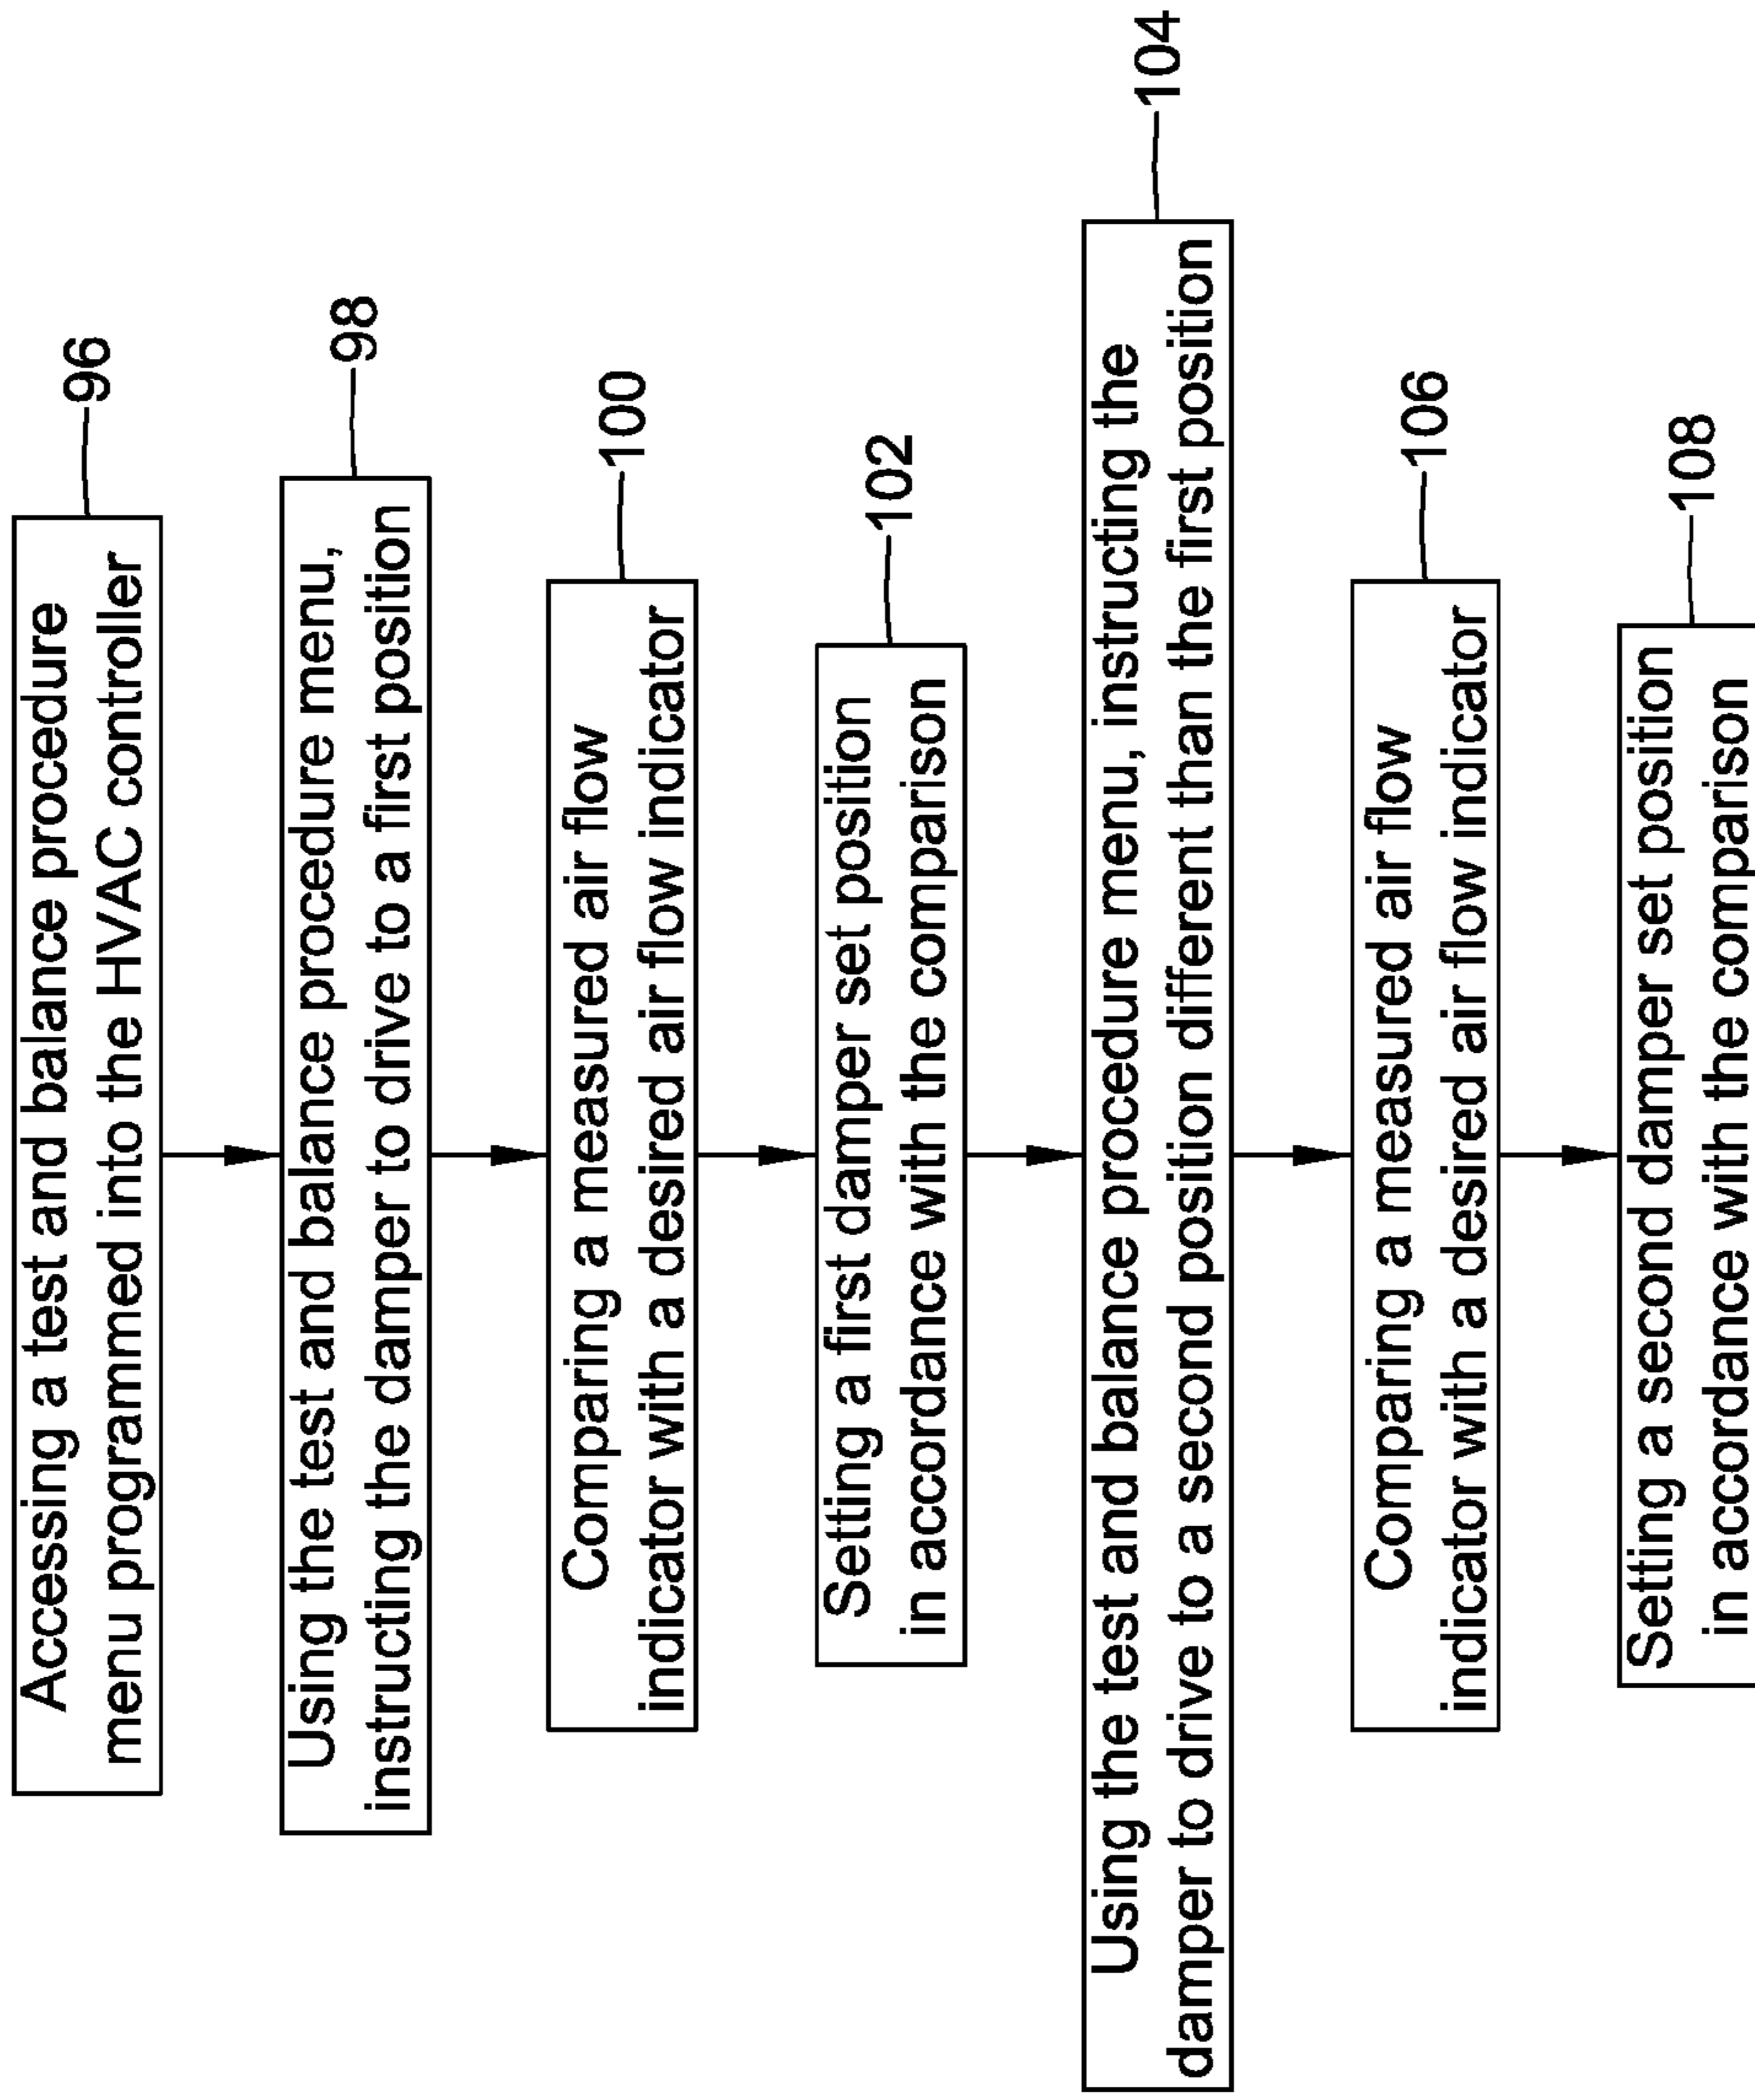 Accessing a test and balance procedure
menu programmed into the HVAC controller
96
Using the test and balance procedure menu,
instructing the damper to drive to a first position
98
Comparing a measured air flow
indicator with a desired air flow indicator
100
Setting a first damper set position
in accordance with the comparison
102
Using the test and balance procedure menu, instructing the
damper to drive to a second position different than the first position
104
Comparing a measured air flow
indicator with a desired air flow indicator
106
Setting a second damper set position
in accordance with the comparison
108